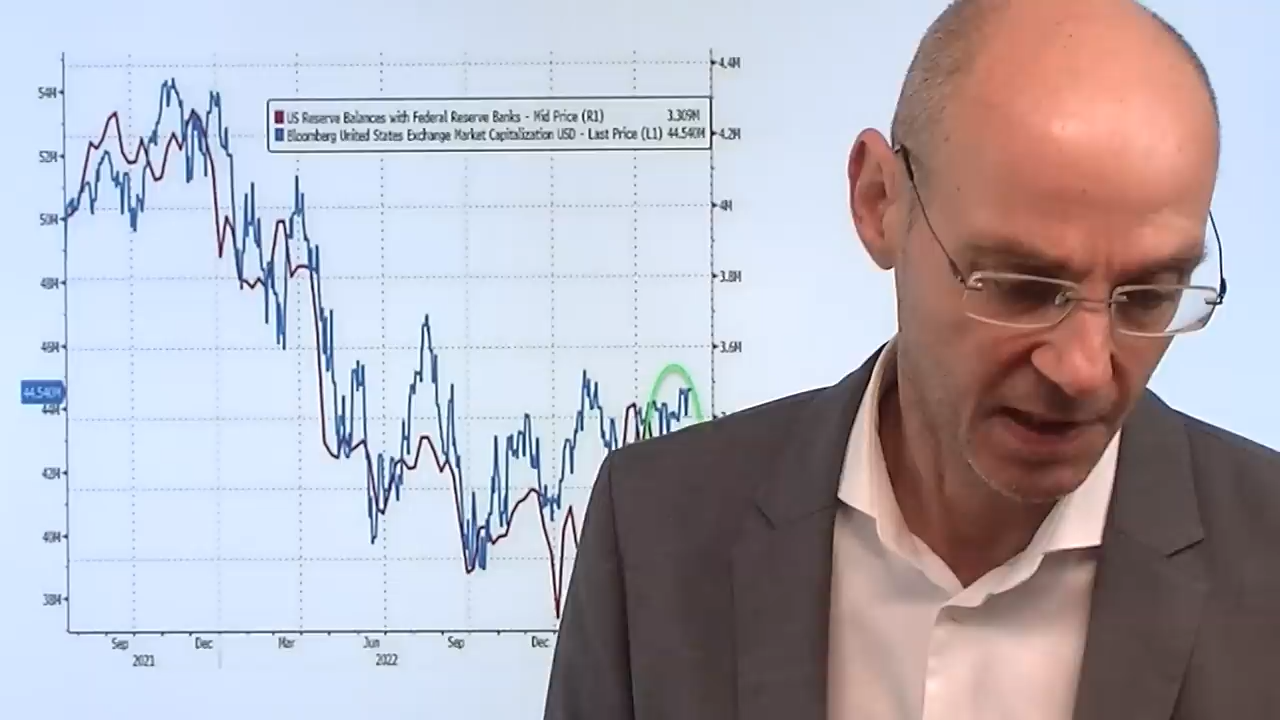 4.4M
54M
US Reserve Balances with Federal Reserve Banks - Mid Price (R1) 3.309M
Bloomberg United States Exchange Market Capitalization USD - Last Price (L1) 44.540M
4.2M
52M
4M
50M
3.8M
48M
3.6M
46M
44.540M
44M
42M
40M
38M
Sep Dec Mar Jun Sep Dec
2021 2022